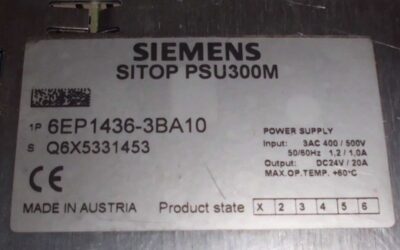 SIEMENS
SITOP PSU300M
1P 6EP1436-3BA10
S Q6X5331453
POWER SUPPLY
Input: 3AC 400 / 500V
50/60Hz 1,2 / 1,0A
Output: DC24V / 20A
MAX.OP.TEMP. +60°C
CE
MADE IN AUSTRIA Product state X 2 3 4 5 6